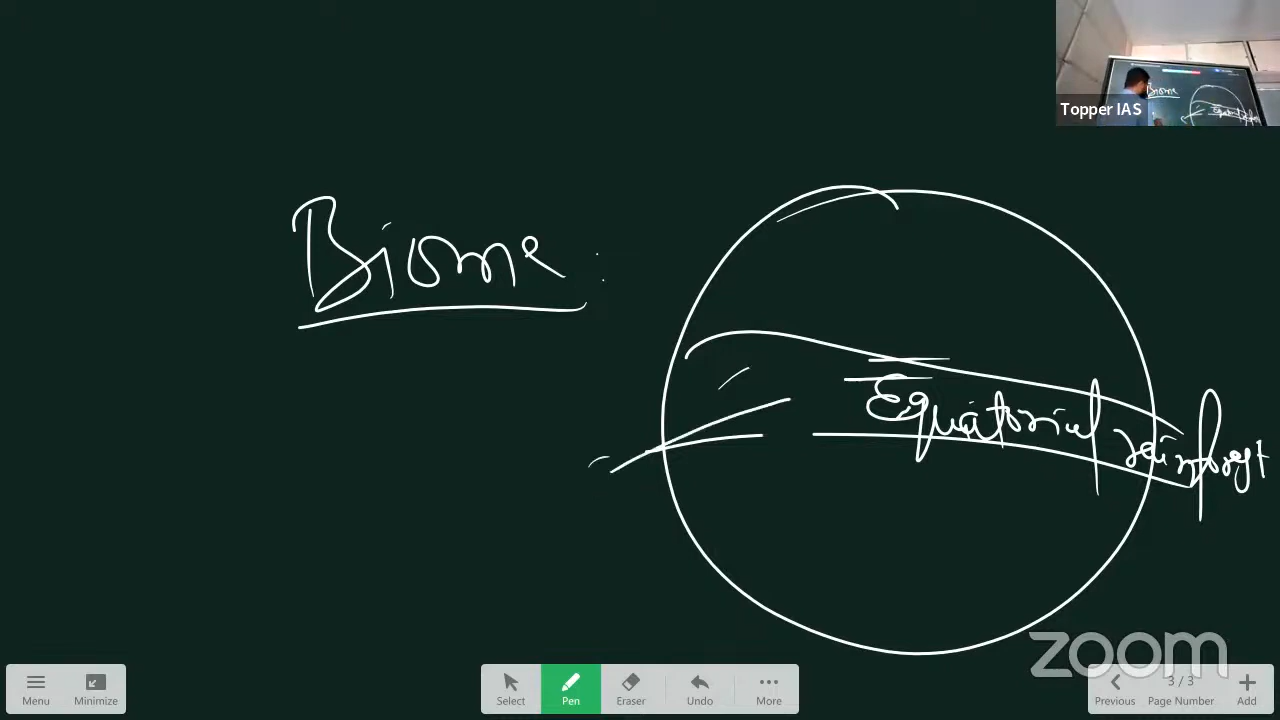 Topper IAS
Biome :
Equatorial rainforest
zoom
Menu
Minimize
Select
Pen
Eraser
Undo
More
Previous
3 / 3
Page Number
Add